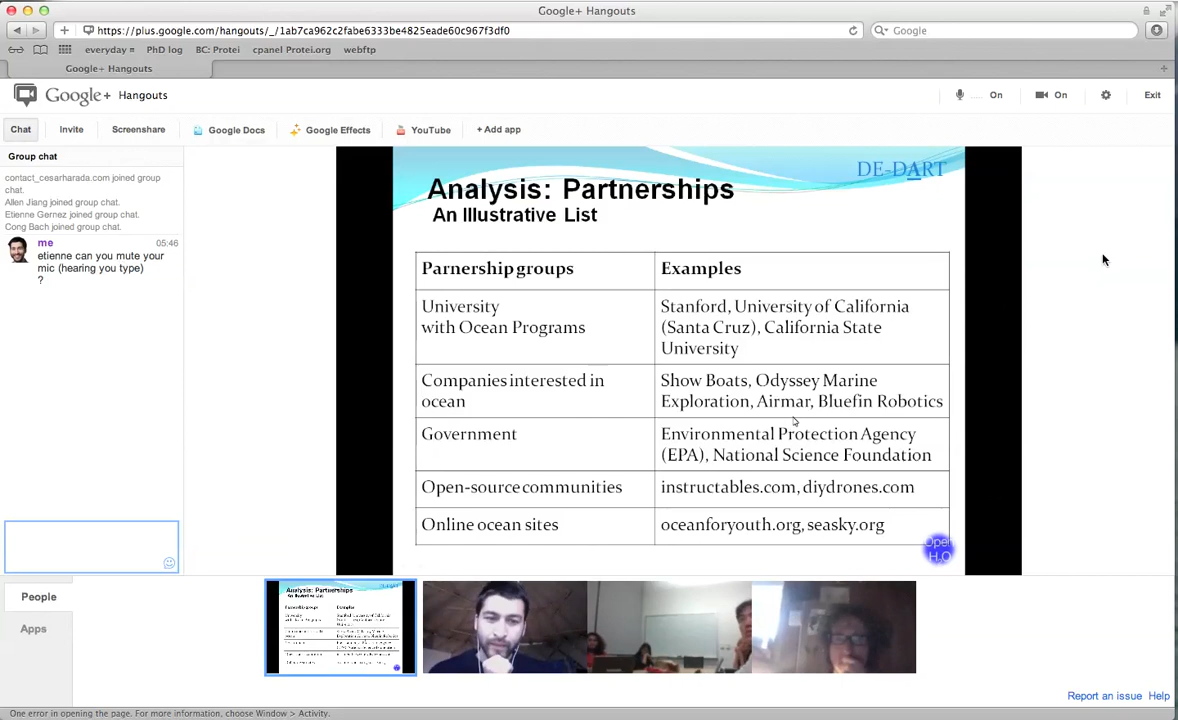 Google+ Hangouts
https://plus.google.com/hangouts/_/1ab7ca962c2fabe6333be4825eade60c967f3df0
Google
everyday PhD log BC: Protei cpanel Protei.org webftp
Google+ Hangouts
Google+ Hangouts
On On Exit
Chat Invite Screenshare Google Docs Google Effects YouTube + Add app
Group chat
contact_cesarharada.com joined group
chat.
Allen Jiang joined group chat.
Etienne Gernez joined group chat.
Cong Bach joined group chat.
me 05:46
etienne can you mute your
mic (hearing you type)
?
DE-DART
Analysis: Partnerships
An Illustrative List
Parnership groups Examples
University
with Ocean Programs
Stanford, University of California
(Santa Cruz), California State
University
Companies interested in
ocean
Show Boats, Odyssey Marine
Exploration, Airmar, Bluefin Robotics
Government
Environmental Protection Agency
(EPA), National Science Foundation
Open-source communities instructables.com, diydrones.com
Online ocean sites oceanforyouth.org, seasky.org
Open
H2O
People
Apps
Analysis: Partnerships
An Illustrative List
Report an issue Help
One error in opening the page. For more information, choose Window > Activity.